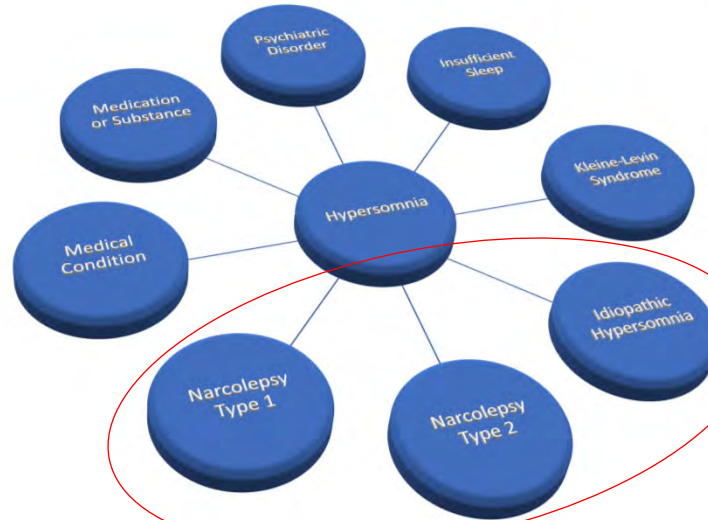 Psychiatric
Disorder
Insufficient
Sleep
Medication
or Substance
Kleine-Levin
Syndrome
Hypersomnia
Medical
Condition
Idiopathic
Hypersomnia
Narcolepsy
Type 1
Narcolepsy
Type 2